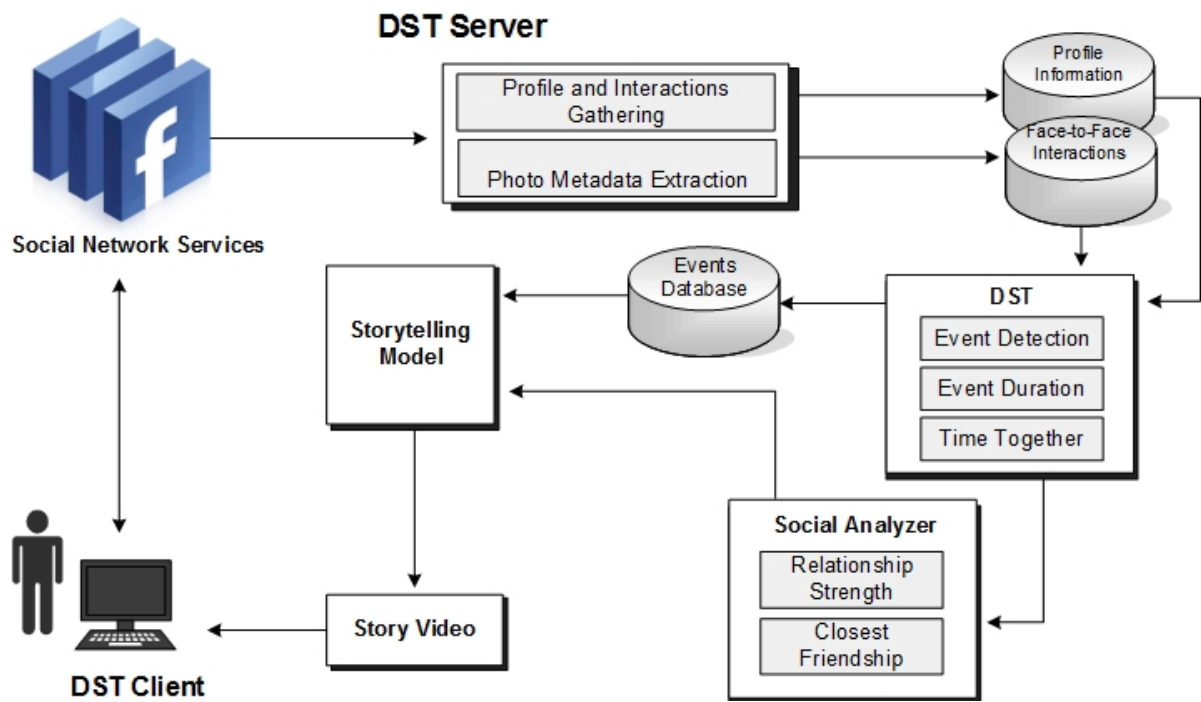 DST Server
Profile and Interactions
Gathering
Photo Metadata Extraction
Profile
Information
Face-to-Face
Interactions
f
Social Network Services
Events
Database
Storytelling
Model
DST
Event Detection
Event Duration
Time Together
Social Analyzer
Relationship
Strength
Closest
Friendship
Story Video
DST Client